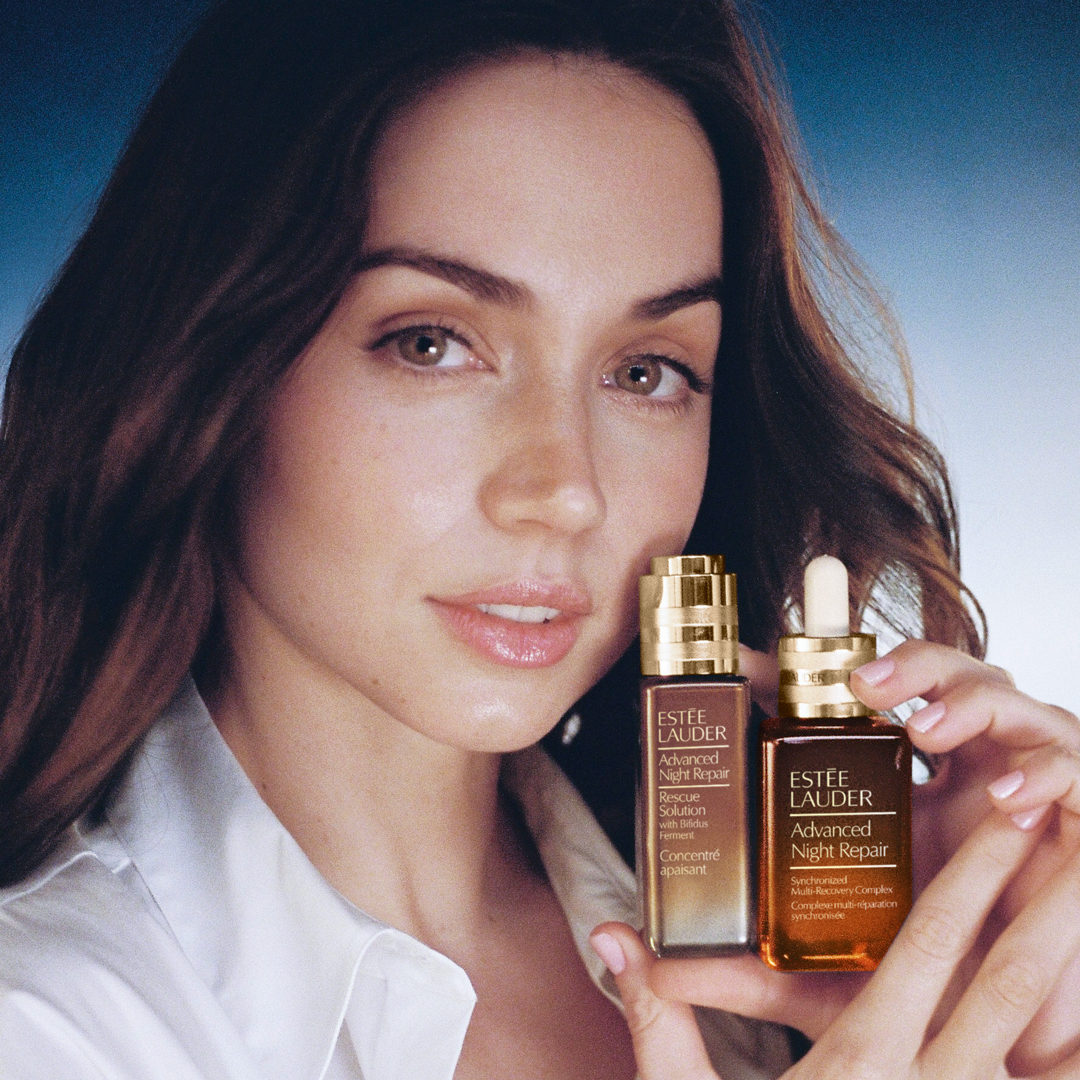 ESTĒE
LAUDER
Advanced
Night Repair
Rescue
Solution
with Bifidus
Ferment
Concentré
apaisant
LAUDER
ESTĒE
LAUDER
Advanced
Night Repair
Synchronized
Multi-Recovery Complex
Complexe multi-réparation
synchronisée